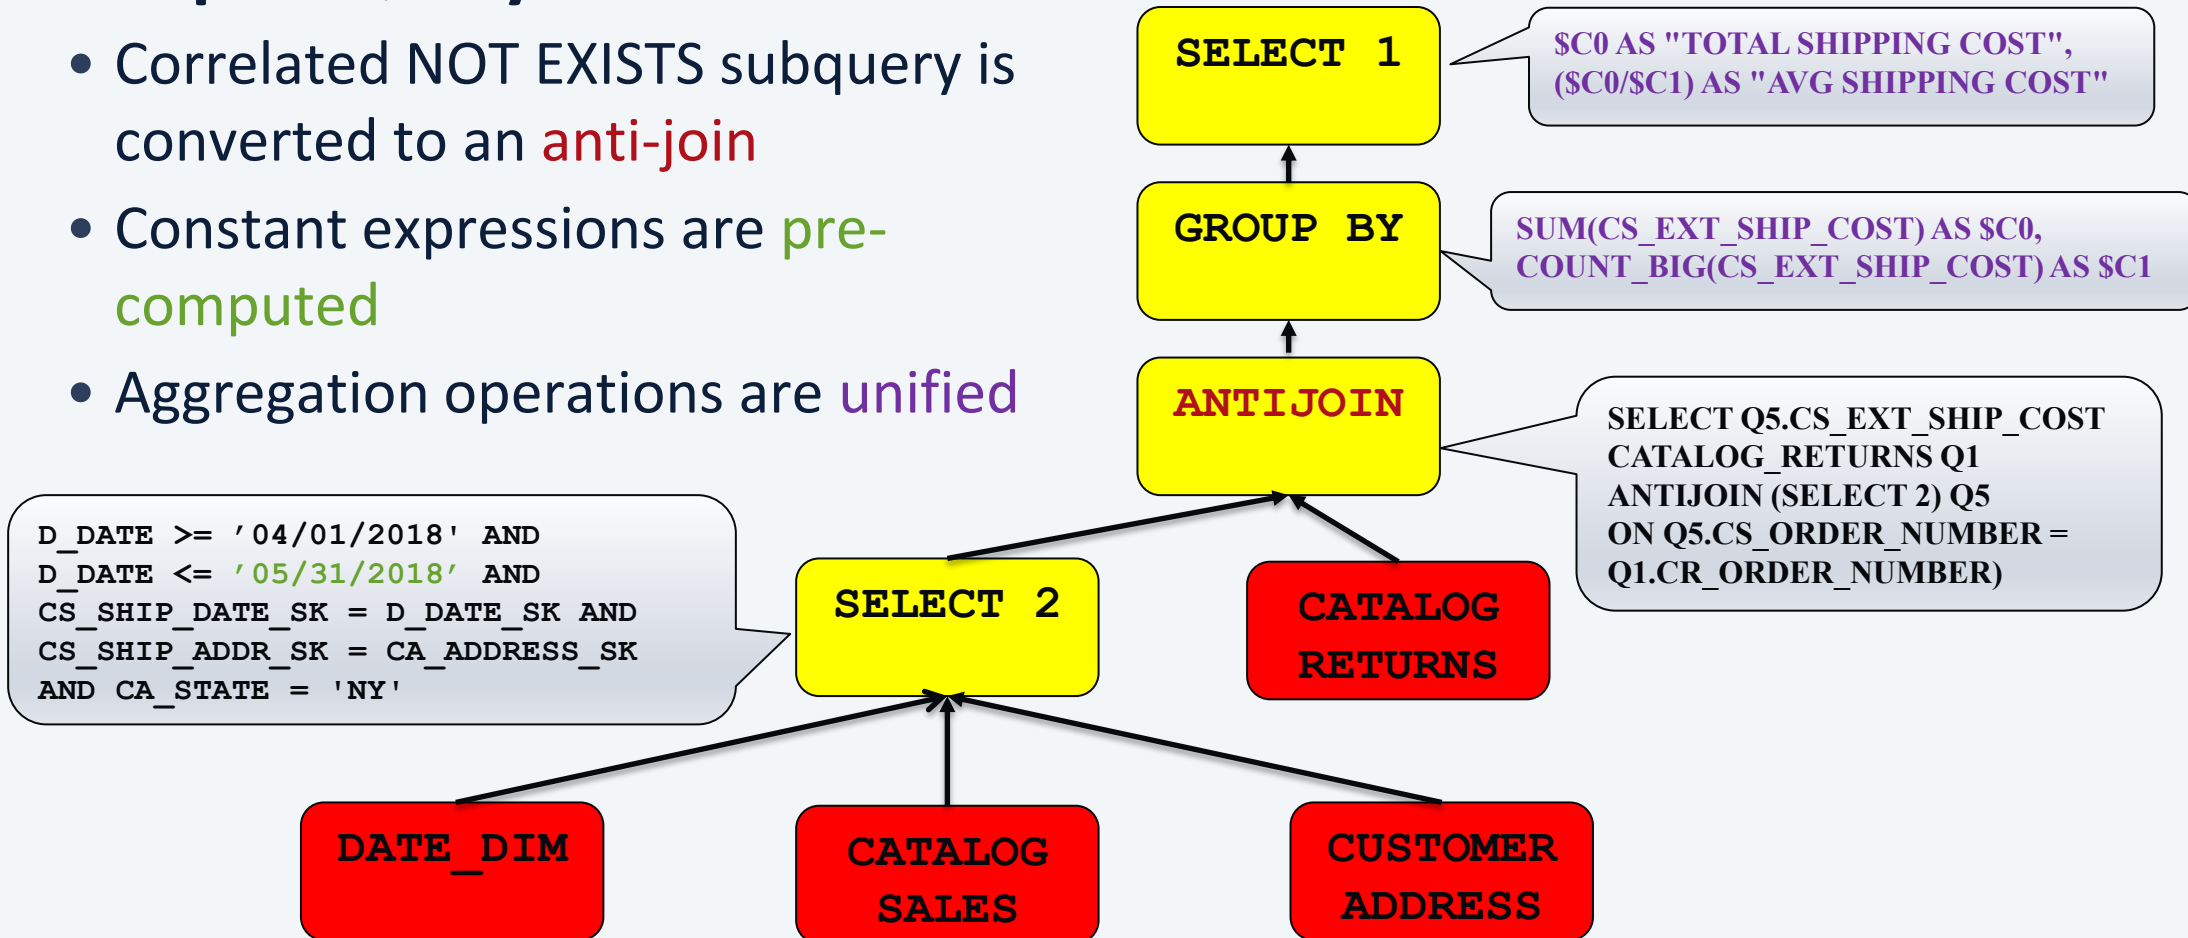 • Correlated NOT EXISTS subquery is
converted to an anti-join
• Constant expressions are pre-
computed
• Aggregation operations are unified
SELECT 1
$C0 AS "TOTAL SHIPPING COST",
($C0/$C1) AS "AVG SHIPPING COST"
GROUP BY
SUM(CS_EXT_SHIP_COST) AS $C0,
COUNT_BIG(CS_EXT_SHIP_COST) AS $C1
ANTIJOIN
SELECT Q5.CS_EXT_SHIP_COST
CATALOG_RETURNS Q1
ANTIJOIN (SELECT 2) Q5
ON Q5.CS_ORDER_NUMBER =
Q1.CR_ORDER_NUMBER)
D_DATE >= ’04/01/2018' AND
D_DATE <= ’05/31/2018’ AND
CS_SHIP_DATE_SK = D_DATE_SK AND
CS_SHIP_ADDR_SK = CA_ADDRESS_SK
AND CA_STATE = 'NY'
SELECT 2
CATALOG
RETURNS
DATE_DIM
CATALOG
SALES
CUSTOMER
ADDRESS